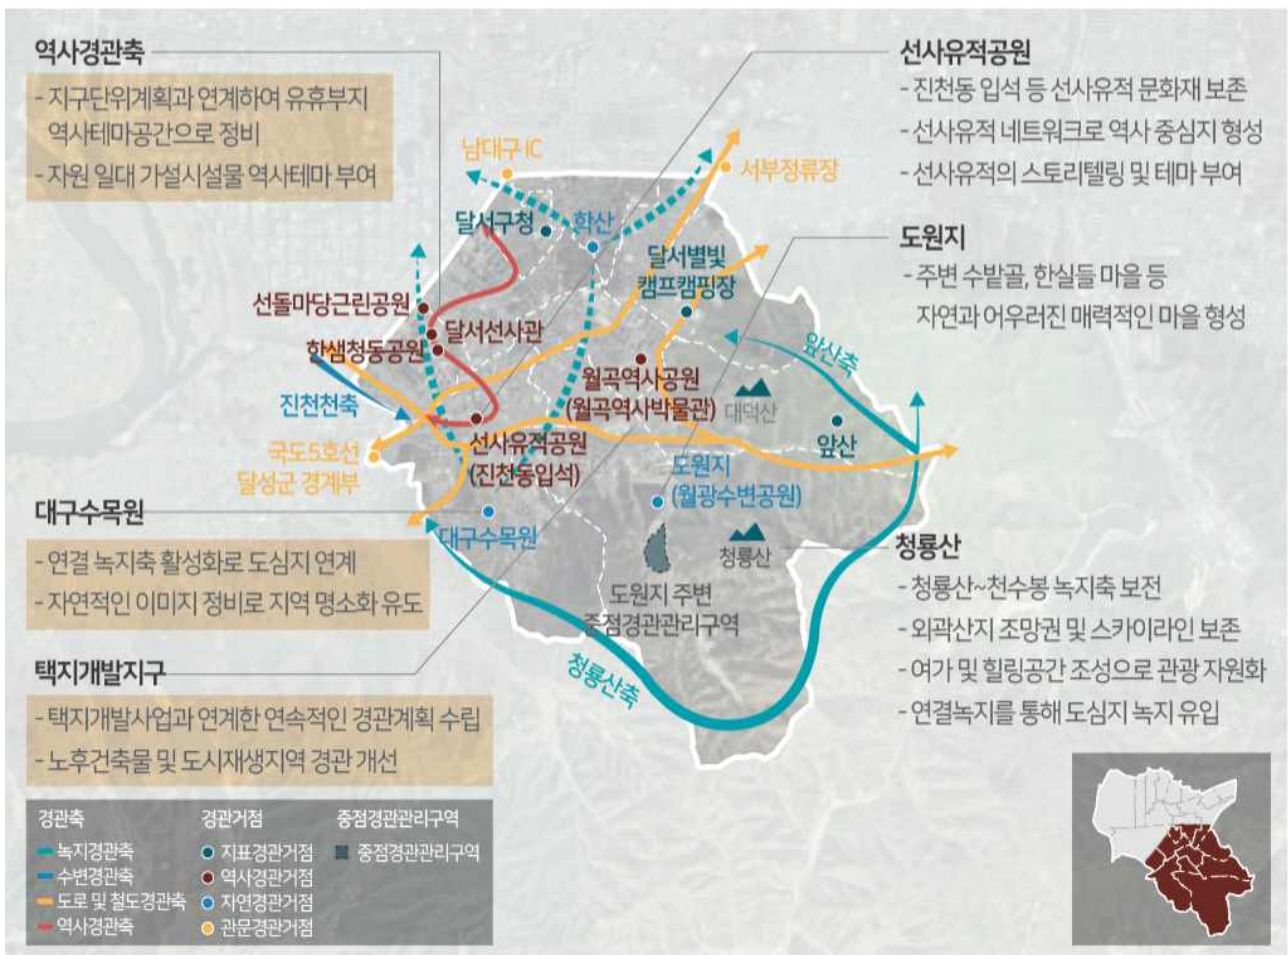 역사경관축
- 지구단위계획과 연계하여 유휴부지
역사테마공간으로 정비
- 자원 일대 가설시설물 역사테마 부여
선사유적공원
- 진천동 입석 등 선사유적 문화재 보존
- 선사유적 네트워크로 역사 중심지 형성
- 선사유적의 스토리텔링 및 테마 부여
도원지
- 주변 수밭골, 한실들 마을 등
자연과 어우러진 매력적인 마을 형성
남대구 IC
서부정류장
달서구청
학산
달서별빛
캠프캠핑장
선돌마당근린공원
달서선사관
한샘청동공원
월곡역사공원
(월곡역사박물관)
앞산축
대덕산
앞산
진천천축
국도5호선
달성군 경계부
선사유적공원
(진천동입석)
도원지
(월광수변공원)
대구수목원
청룡산
도원지 주변
중점경관관리구역
청룡산축
대구수목원
- 연결 녹지축 활성화로 도심지 연계
- 자연적인 이미지 정비로 지역 명소화 유도
택지개발지구
- 택지개발사업과 연계한 연속적인 경관계획 수립
- 노후건축물 및 도시재생지역 경관 개선
청룡산
- 청룡산~천수봉 녹지축 보전
- 외곽산지 조망권 및 스카이라인 보존
- 여가 및 힐링공간 조성으로 관광 자원화
- 연결녹지를 통해 도심지 녹지 유입
경관축
녹지경관축
수변경관축
도로 및 철도경관축
역사경관축
경관거점
지표경관거점
역사경관거점
자연경관거점
관문경관거점
중점경관관리구역
중점경관관리구역